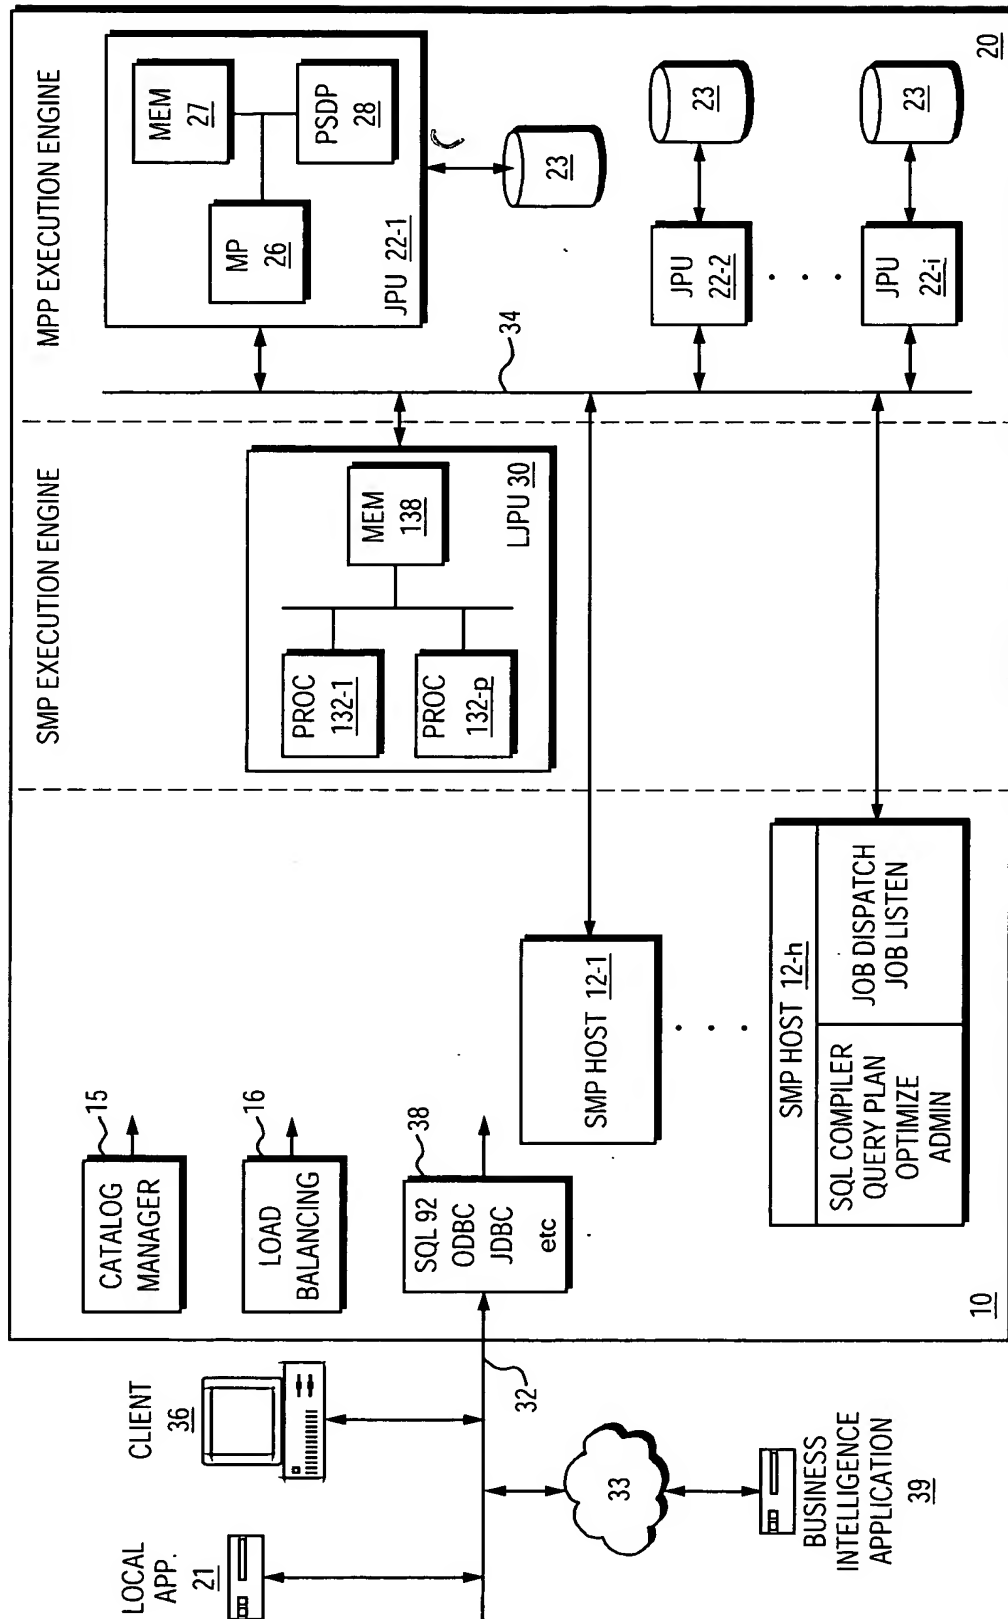 LOCAL
APP.
21
CLIENT
36
32
33
BUSINESS
INTELLIGENCE
APPLICATION
39
CATALOG
MANAGER
15
LOAD
BALANCING
16
SQL 92
ODBC
JDBC
etc
38
SMP HOST 12-1
. . .
SMP HOST 12-h
SQL COMPILER
QUERY PLAN
OPTIMIZE
ADMIN
JOB DISPATCH
JOB LISTEN
10
SMP EXECUTION ENGINE
PROC
132-1
PROC
132-p
MEM
138
LJPU 30
MPP EXECUTION ENGINE
34
MP
26
MEM
27
PSDP
28
JPU 22-1
23
JPU
22-2
23
. . .
JPU
22-i
23
20